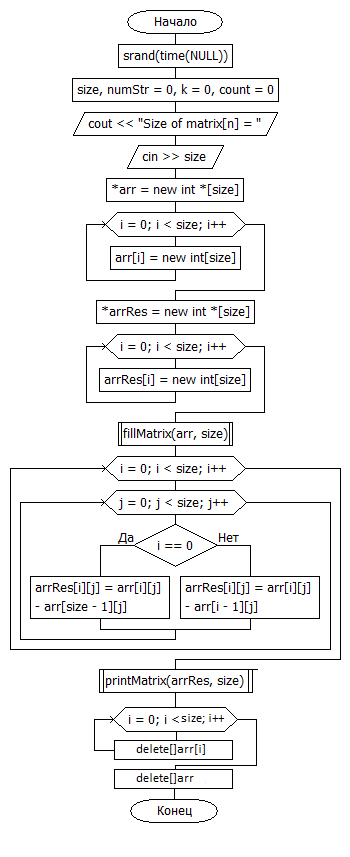 Начало
srand(time(NULL))
size, numStr = 0, k = 0, count = 0
cout << "Size of matrix[n] = "
cin >> size
*arr = new int *[size]
i = 0; i < size; i++
arr[i] = new int[size]
*arrRes = new int *[size]
i = 0; i < size; i++
arrRes[i] = new int[size]
fillMatrix(arr, size)
i = 0; i < size; i++
j = 0; j < size; j++
Да
i == 0
Нет
arrRes[i][j] = arr[i][j]
- arr[size - 1][j]
arrRes[i][j] = arr[i][j]
- arr[i - 1][j]
printMatrix(arrRes, size)
i = 0; i < size; i++
delete[]arr[i]
delete[]arr
Конец